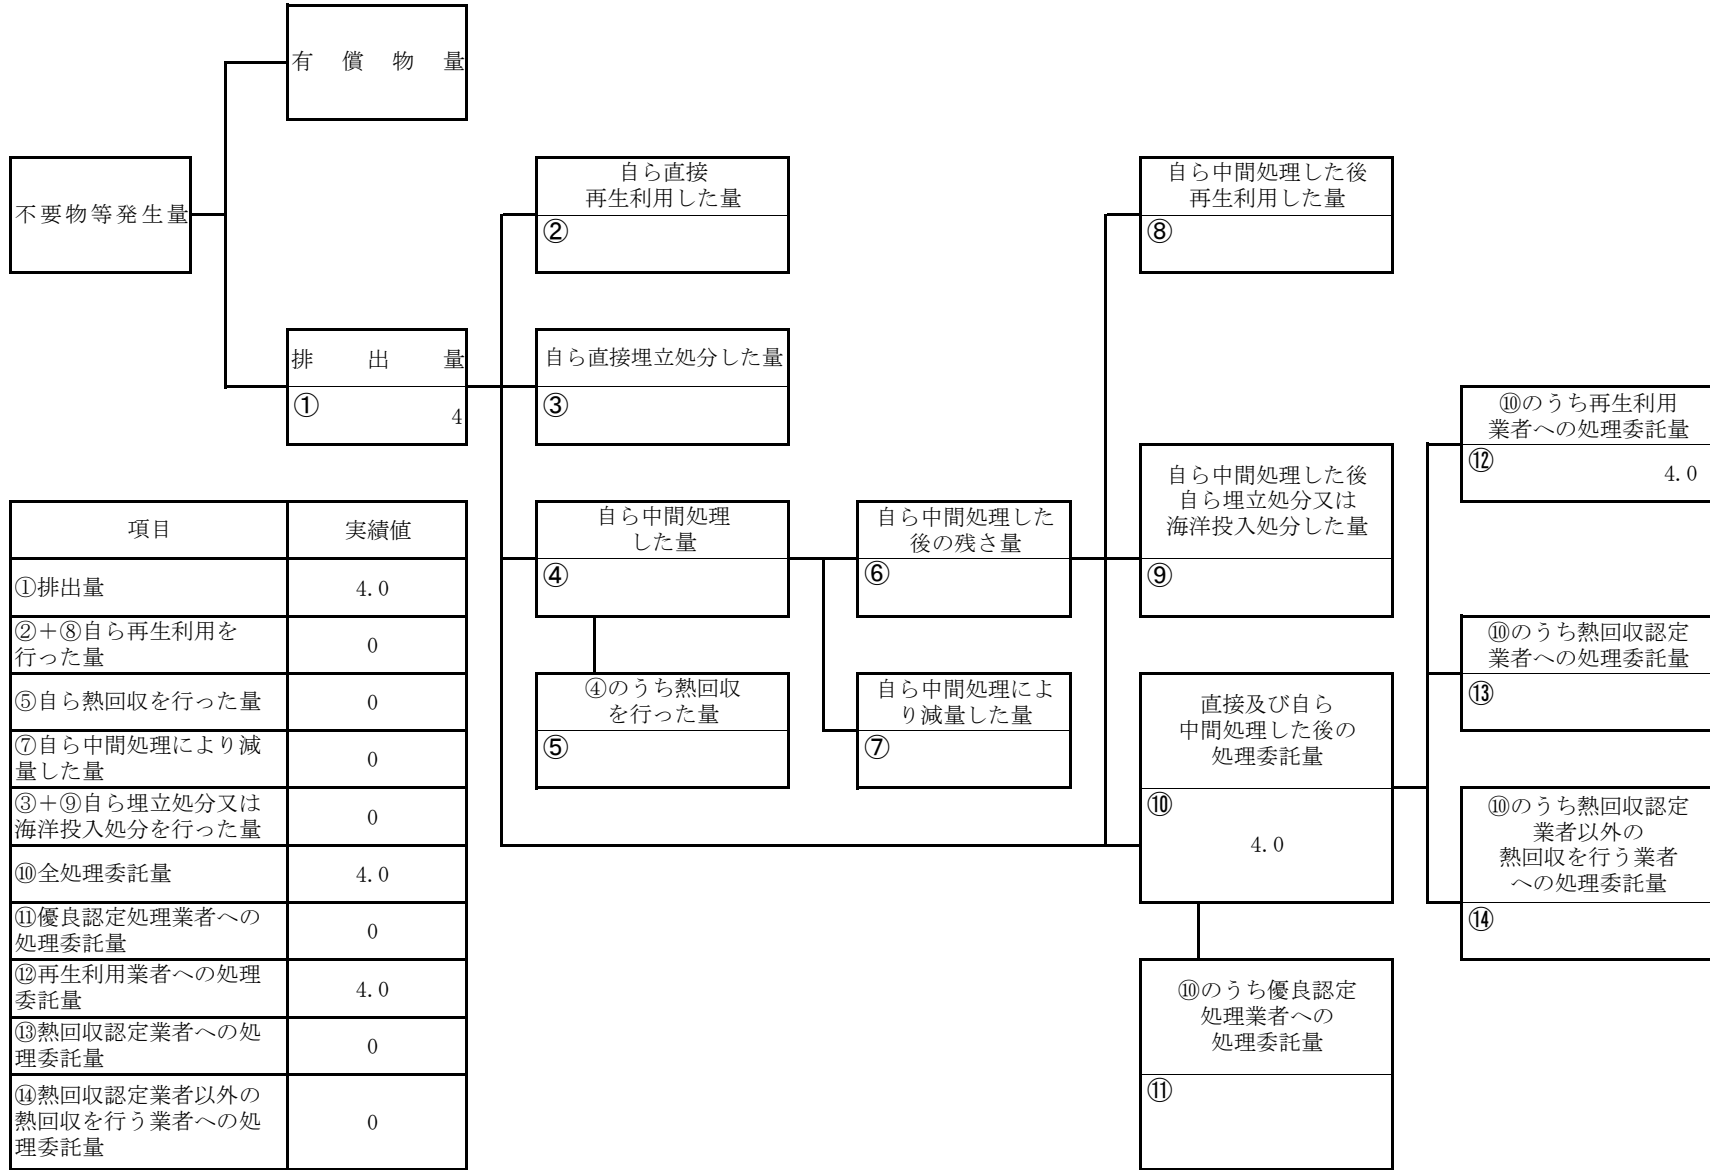 有償物量
不要物等発生量
自ら直接
再生利用した量
②
自ら中間処理した後
再生利用した量
⑧
排出量
①
4
自ら直接埋立処分した量
③
⑩のうち再生利用
業者への処理委託量
⑫
4.0
自ら中間処理した後
自ら埋立処分又は
海洋投入処分した量
⑨
自ら中間処理
した量
④
自ら中間処理した
後の残さ量
⑥
⑩のうち熱回収認定
業者への処理委託量
⑬
④のうち熱回収
を行った量
⑤
自ら中間処理によ
り減量した量
⑦
直接及び自ら
中間処理した後の
処理委託量
⑩
4.0
⑩のうち熱回収認定
業者以外の
熱回収を行う業者
への処理委託量
⑭
⑩のうち優良認定
処理業者への
処理委託量
⑪
項目 実績値
①排出量 4.0
②＋⑧自ら再生利用を
行った量 0
⑤自ら熱回収を行った量 0
⑦自ら中間処理により減
量した量 0
③＋⑨自ら埋立処分又は
海洋投入処分を行った量 0
⑩全処理委託量 4.0
⑪優良認定処理業者への
処理委託量 0
⑫再生利用業者への処理
委託量 4.0
⑬熱回収認定業者への処
理委託量 0
⑭熱回収認定業者以外の
熱回収を行う業者への処
理委託量 0